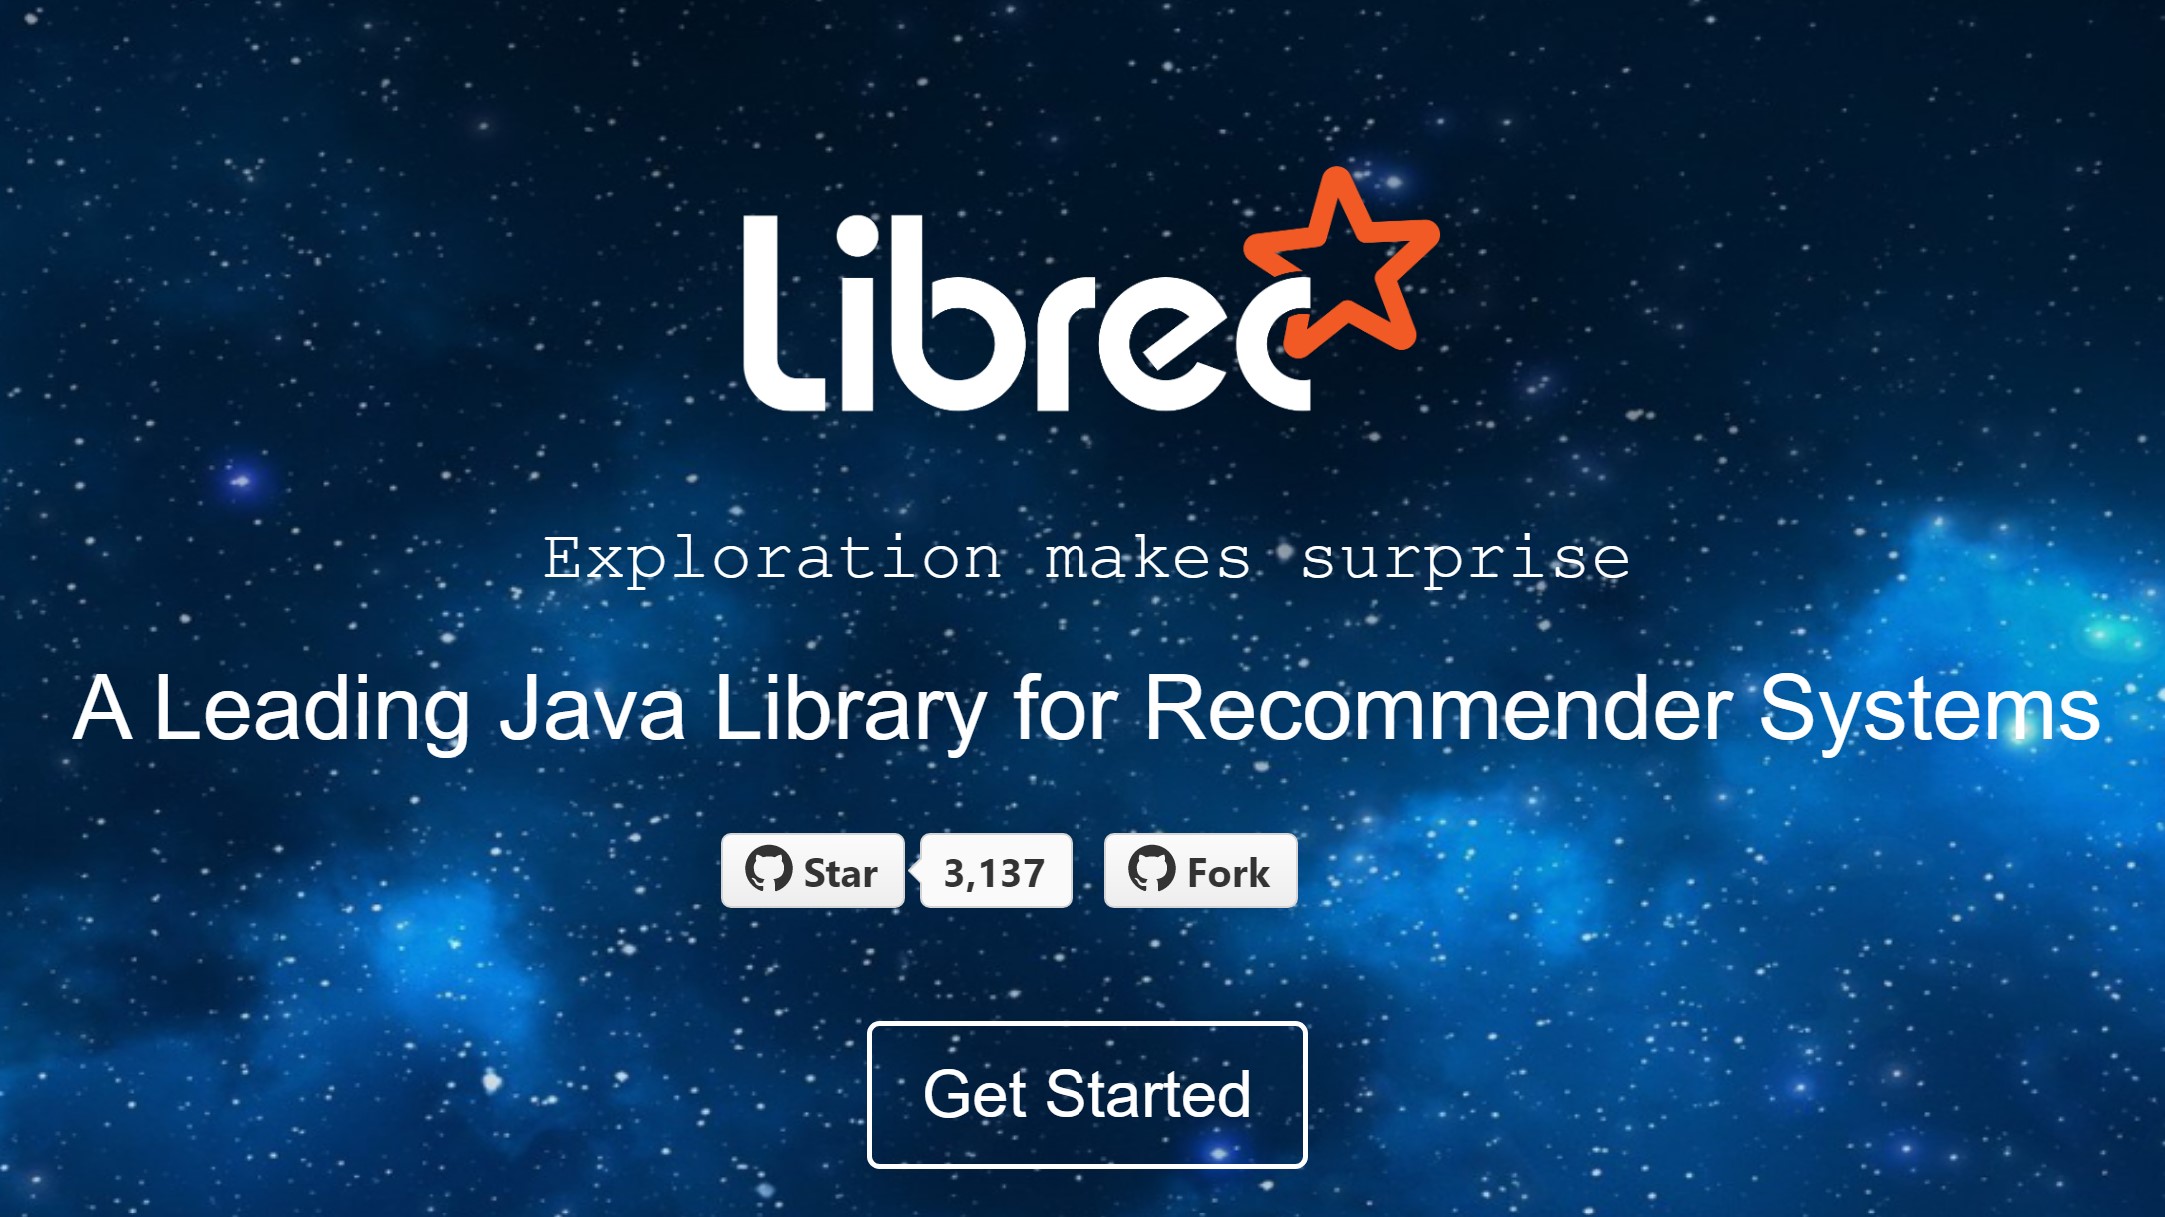 Librec
Exploration makes surprise
A Leading Java Library for Recommender Systems
Star 3,137 Fork
Get Started